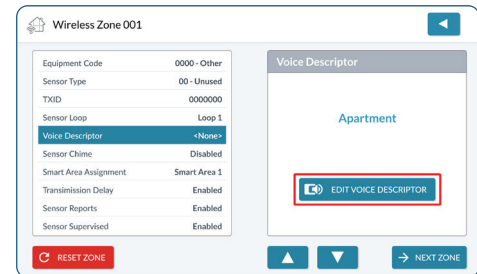 Wireless Zone 001
Equipment Code 0000 - Other
Sensor Type 00 - Unused
TXID 0000000
Sensor Loop Loop 1
Voice Descriptor <None>
Sensor Chime Disabled
Smart Area Assignment Smart Area 1
Transmission Delay Enabled
Sensor Reports Enabled
Sensor Supervised Enabled
Voice Descriptor
Apartment
EDIT VOICE DESCRIPTOR
RESET ZONE
NEXT ZONE